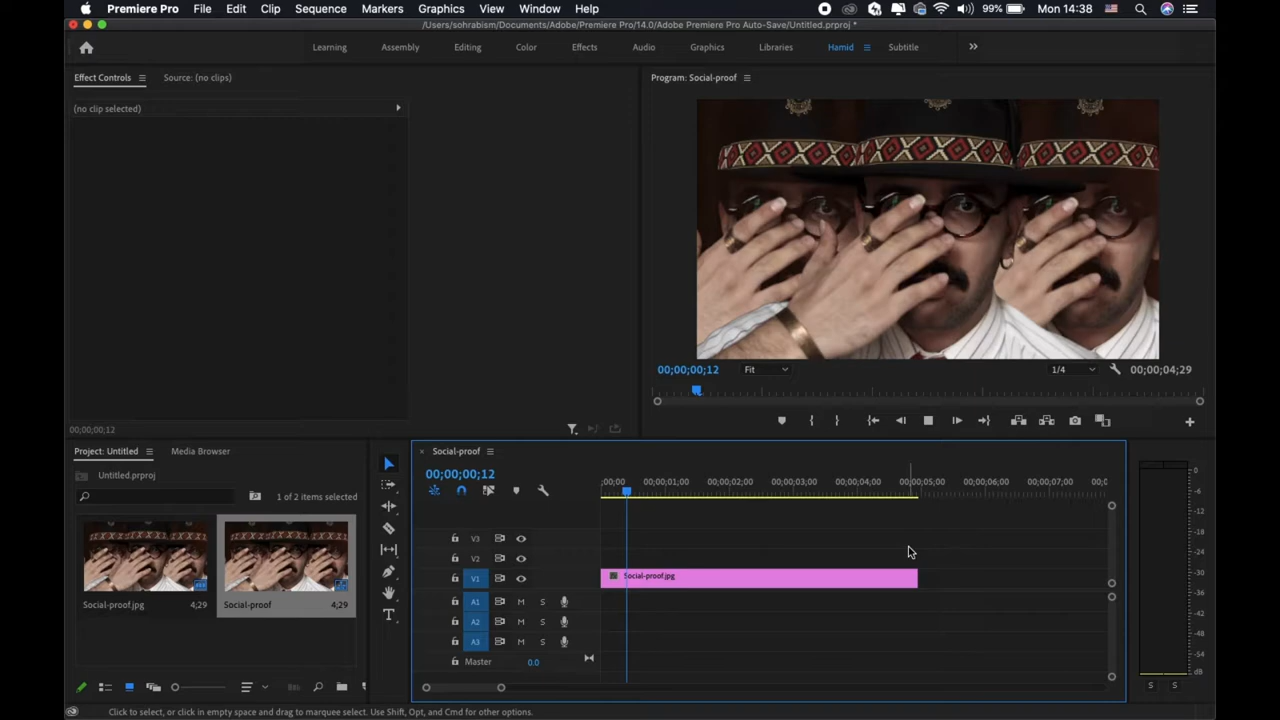 Premiere Pro File Edit Clip Sequence Markers Graphics View Window Help 99% Mon 14:38
/Users/sohrabism/Documents/Adobe/Premiere Pro/14.0/Adobe Premiere Pro Auto-Save/Untitled.prproj *
Learning Assembly Editing Color Effects Audio Graphics Libraries Hamid Subtitle
Effect Controls Source: (no clips) Program: Social-proof
(no clip selected)
00;00;00;12 Fit 1/4 00;00;04;29
00;00;00;12
Project: Untitled Media Browser
Untitled.prproj
1 of 2 items selected
Social-proof.jpg 4;29 Social-proof 4;29
× Social-proof
00;00;00;12
;00;00 00;00;01;00 00;00;02;00 00;00;03;00 00;00;04;00 00;00;05;00 00;00;06;00 00;00;07;00 00;
V3
V2
V1 Social-proof.jpg
A1 M S
A2 M S
A3 M S
Master 0.0
0
-6
-12
-18
-24
-30
-36
-42
-48
-54
dB
S S
Click to select, or click in empty space and drag to marquee select. Use Shift, Opt, and Cmd for other options.